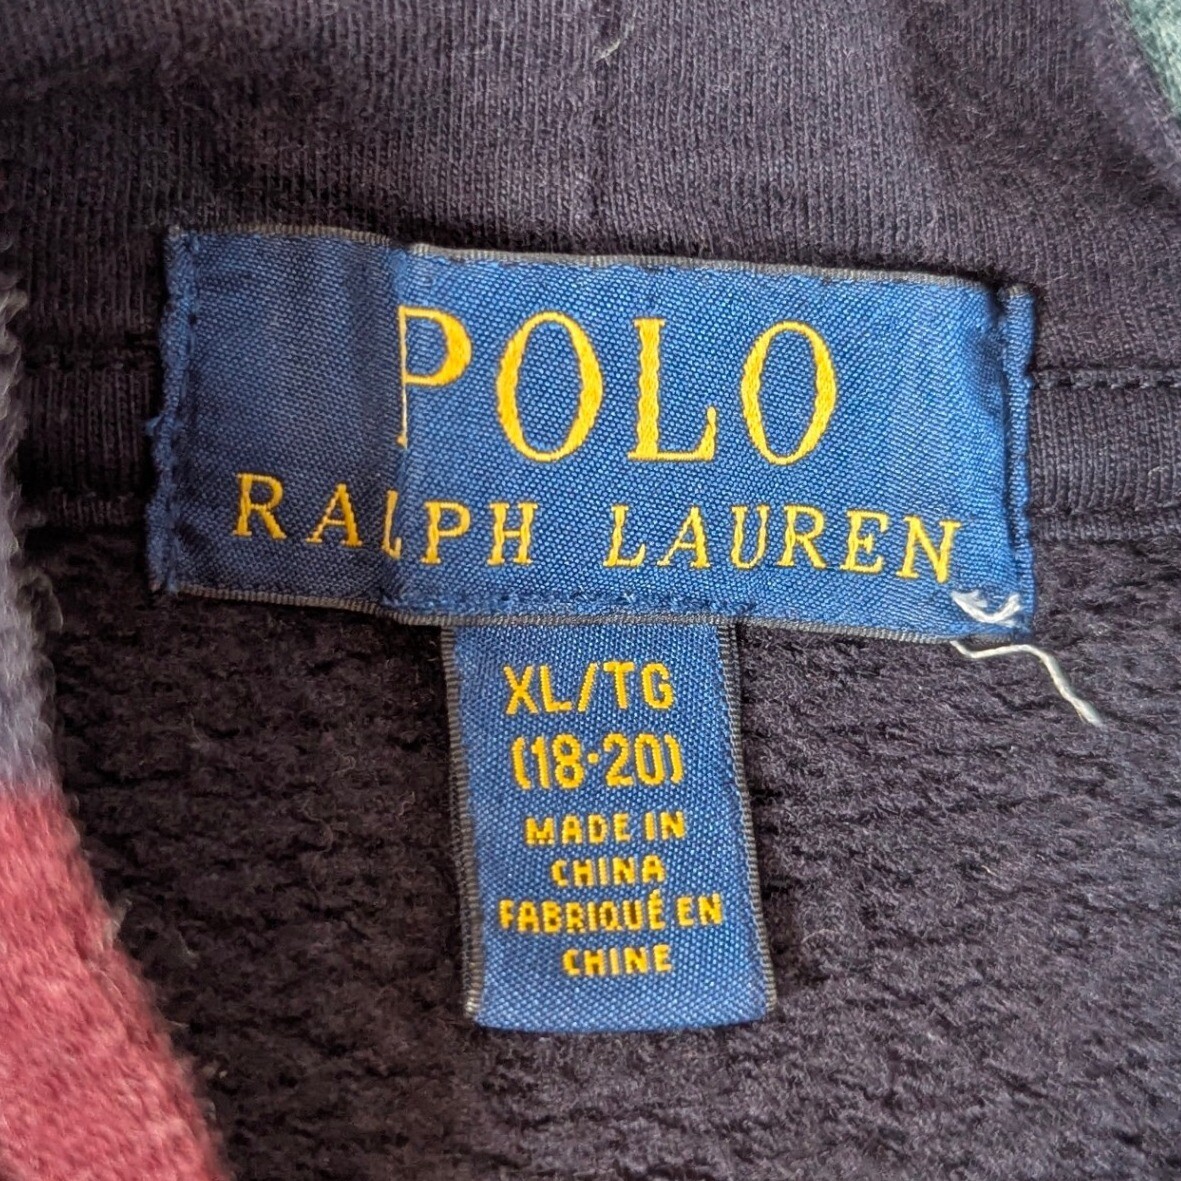 POLO
RALPH LAUREN
XL/TG
(18-20)
MADE IN
CHINA
FABRIQUÉ EN
CHINE